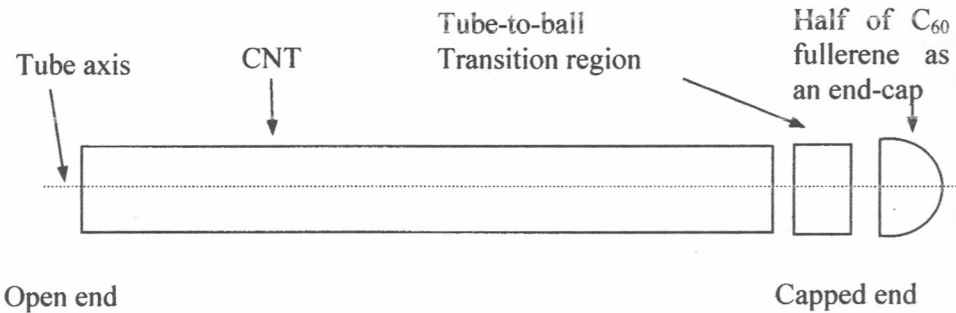 Tube axis
CNT
Tube-to-ball
Transition region
Half of C₆₀
fullerene as
an end-cap
Open end
Capped end